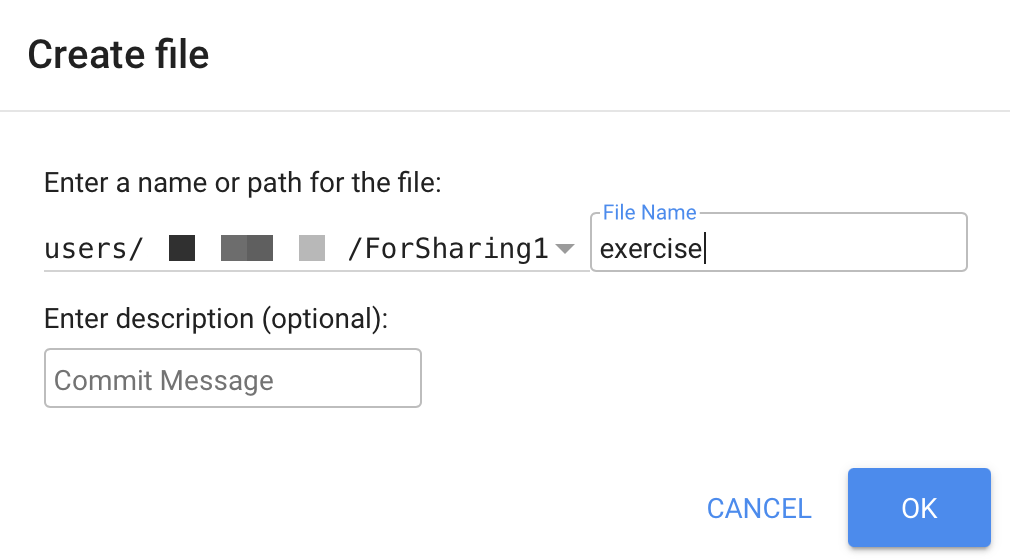 Create file
Enter a name or path for the file:
File Name
users/ /ForSharing1 exercise
Enter description (optional):
Commit Message
CANCEL OK